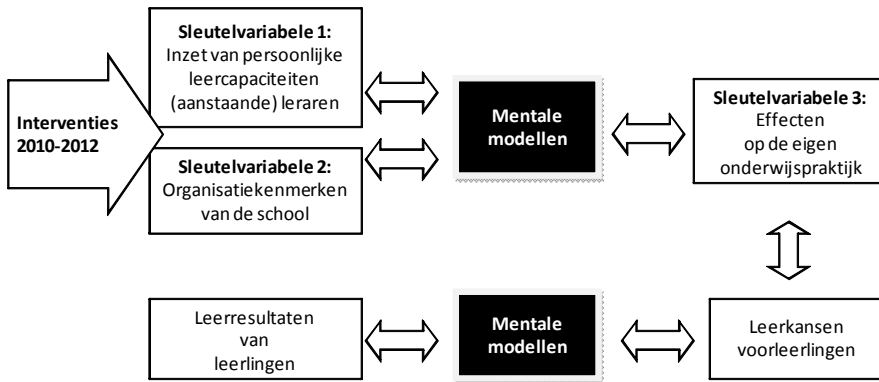 Sleutelvariabele 1:
Inzet van persoonlijke
leercapaciteiten
(aanstaande) leraren
Interventies
2010-2012
Sleutelvariabele 2:
Organisatiekenmerken
van de school
Mentale
modellen
Sleutelvariabele 3:
Effecten
op de eigen
onderwijspraktijk
Leerresultaten
van
leerlingen
Mentale
modellen
Leerkansen
voorleerlingen